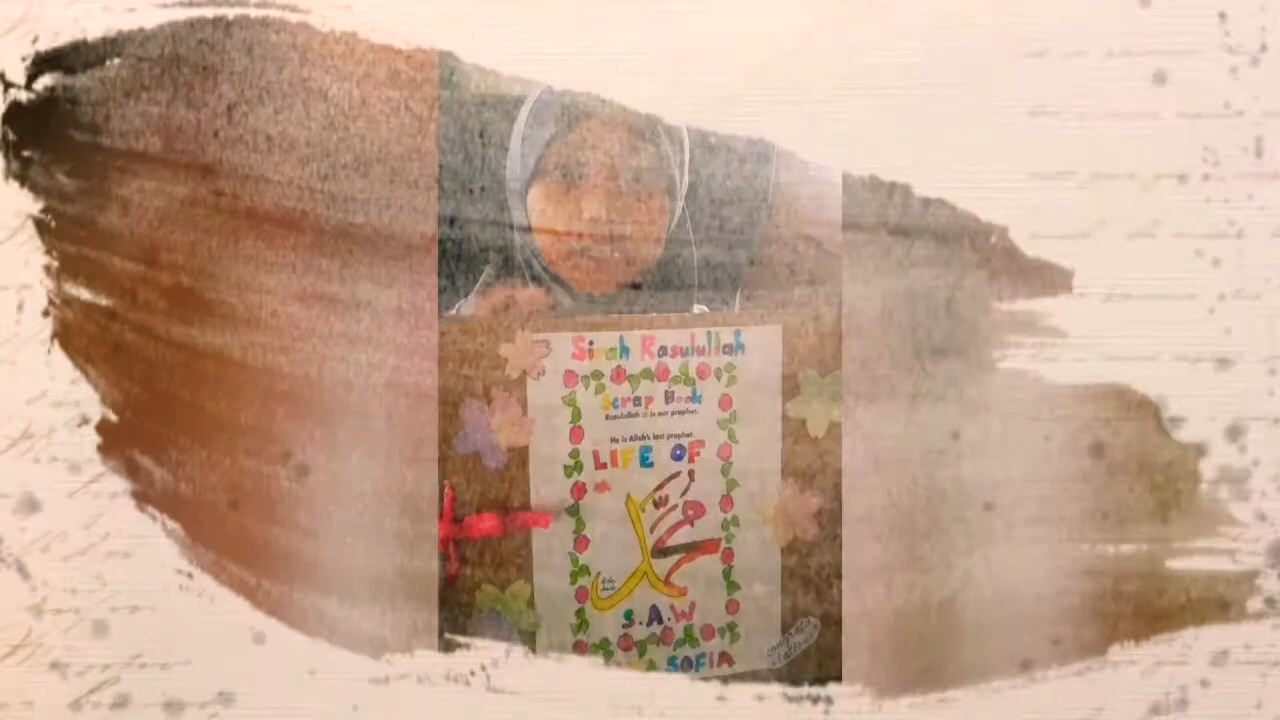 Sirah Rasulullah
Scrap Book
Rasulullah ﷺ is our prophet.
He is Allah's last prophet.
LIFE OF
محمد
S.A.W
SOFIA